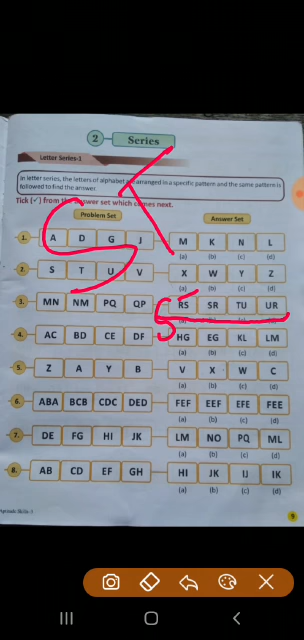 2 Series
Letter Series-1
In letter series, the letters of alphabet are arranged in a specific pattern and the same pattern is
followed to find the answer.
Tick (✓) from the answer set which comes next.
Problem Set Answer Set
1. A D G J M K N L
(a) (b) (c) (d)
2. S T U V X W Y Z
(a) (b) (c) (d)
3. MN NM PQ QP RS SR TU UR
4. AC BD CE DF HG EG KL LM
(a) (b) (c) (d)
5. Z A Y B V X W C
(a) (b) (c) (d)
6. ABA BCB CDC DED FEF EEF EFE FEE
(a) (b) (c) (d)
7. DE FG HI JK LM NO PQ ML
(a) (b) (c) (d)
8. AB CD EF GH HI JK IJ IK
(a) (b) (c) (d)